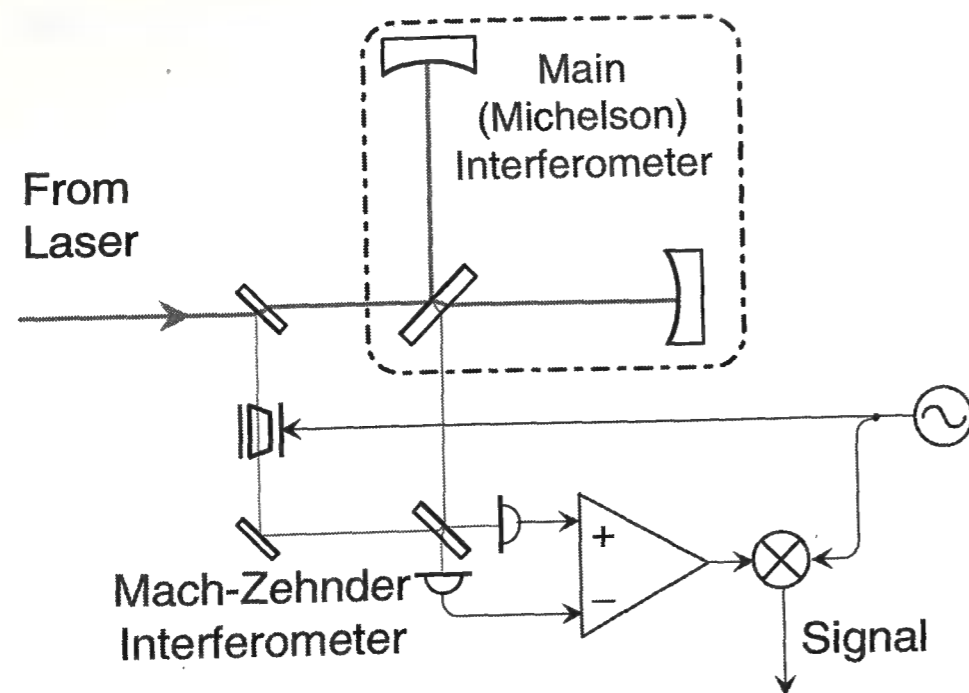 Main
(Michelson)
Interferometer
From
Laser
+
−
Mach-Zehnder
Interferometer
Signal